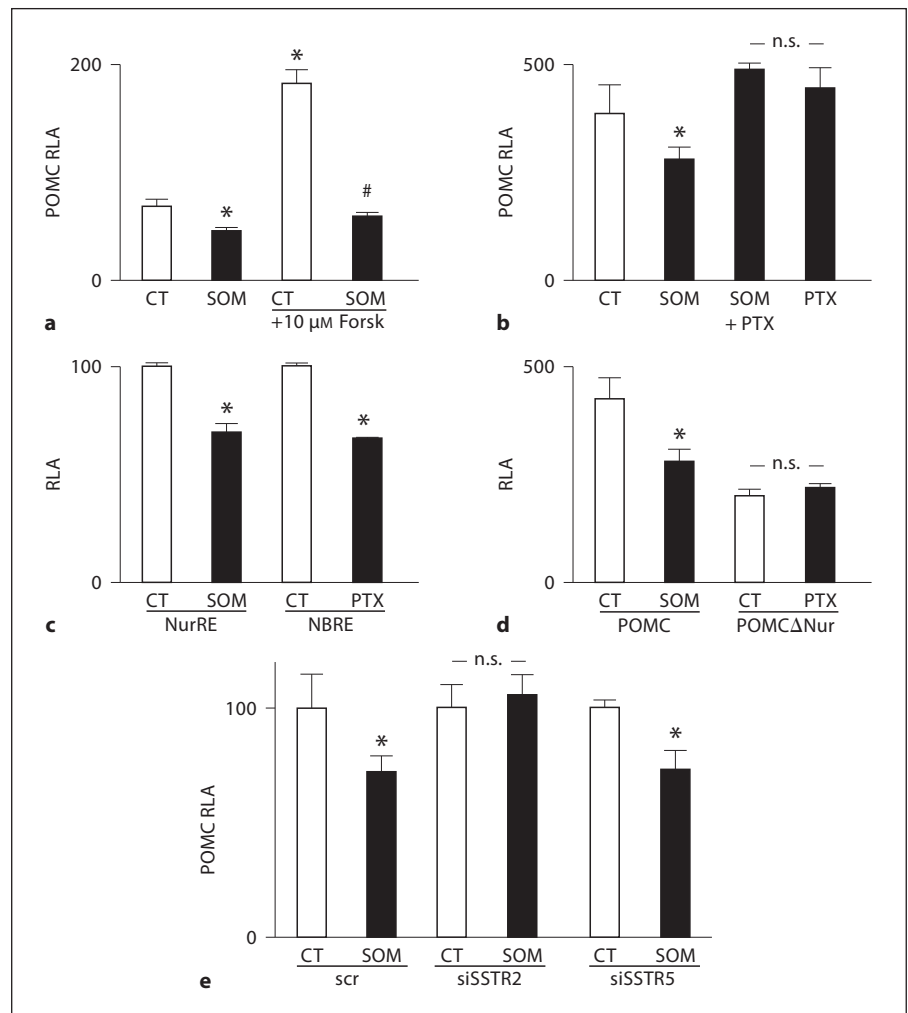 200
POMC RLA
0
*
*
#
CT SOM CT SOM
+10 µM Forsk
a
n.s.
500
POMC RLA
0
*
CT SOM SOM PTX
+ PTX
b
100
RLA
0
*
*
CT SOM CT PTX
NurRE NBRE
c
500
RLA
0
*
n.s.
CT SOM CT PTX
POMC POMCΔNur
d
n.s.
100
POMC RLA
0
*
*
CT SOM CT SOM CT SOM
scr siSSTR2 siSSTR5
e